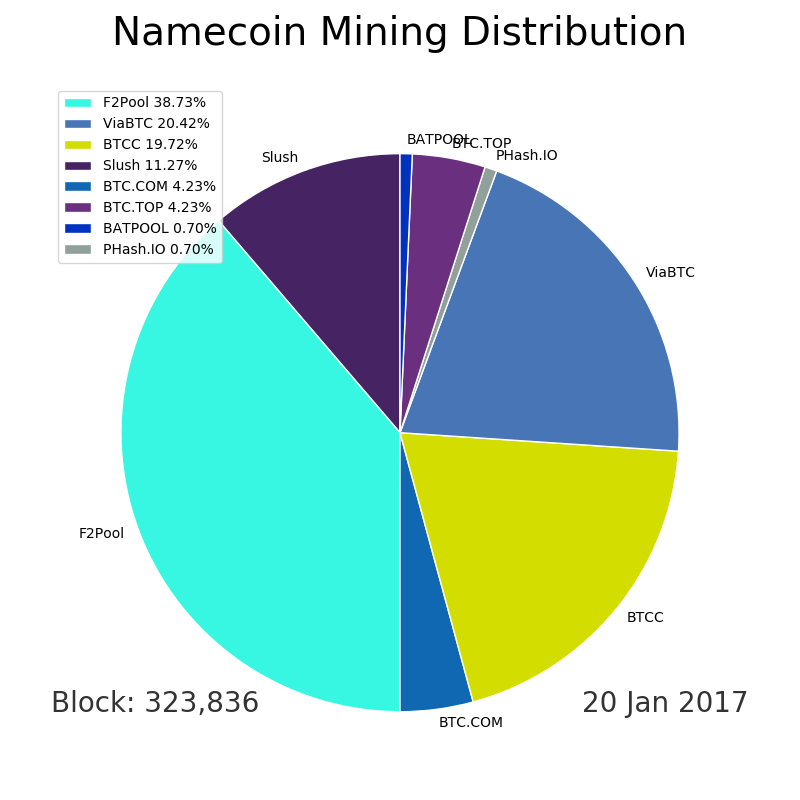 Namecoin Mining Distribution
F2Pool 38.73%
ViaBTC 20.42%
BTCC 19.72%
Slush 11.27%
BTC.COM 4.23%
BTC.TOP 4.23%
BATPOOL 0.70%
PHash.IO 0.70%
BATPOOL
BTC.TOP
PHash.IO
Slush
ViaBTC
F2Pool
BTCC
Block: 323,836
20 Jan 2017
BTC.COM